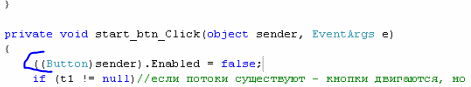 }
private void start_btn_Click(object sender, EventArgs e)
{
((Button)sender).Enabled = false;
if (t1 != null)//если потоки существуют - кнопки двигаются, но